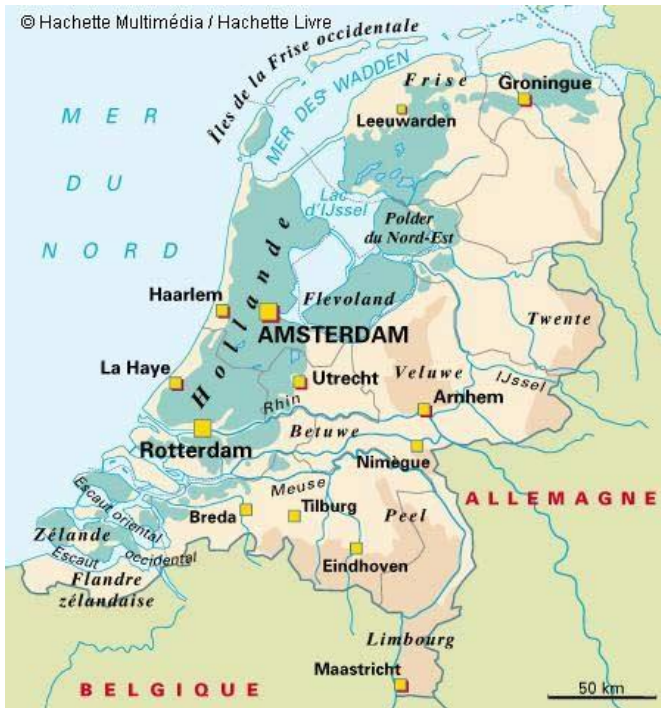 © Hachette Multimédia / Hachette Livre
Îles de la Frise occidentale
MER DES WADDEN
Frise
Groningue
Leeuwarden
MER
DU
NORD
Lac
d'IJssel
Polder
du Nord-Est
Hollande
Haarlem
Flevoland
AMSTERDAM
Twente
La Haye
Utrecht
Veluwe
IJssel
Rhin
Arnhem
Rotterdam
Betuwe
Nimègue
ALLEMAGNE
Meuse
Escaut oriental
Breda
Tilburg
Peel
Zélande
Escaut occidental
Eindhoven
Flandre
zélandaise
Limbourg
Maastricht
BELGIQUE
50 km